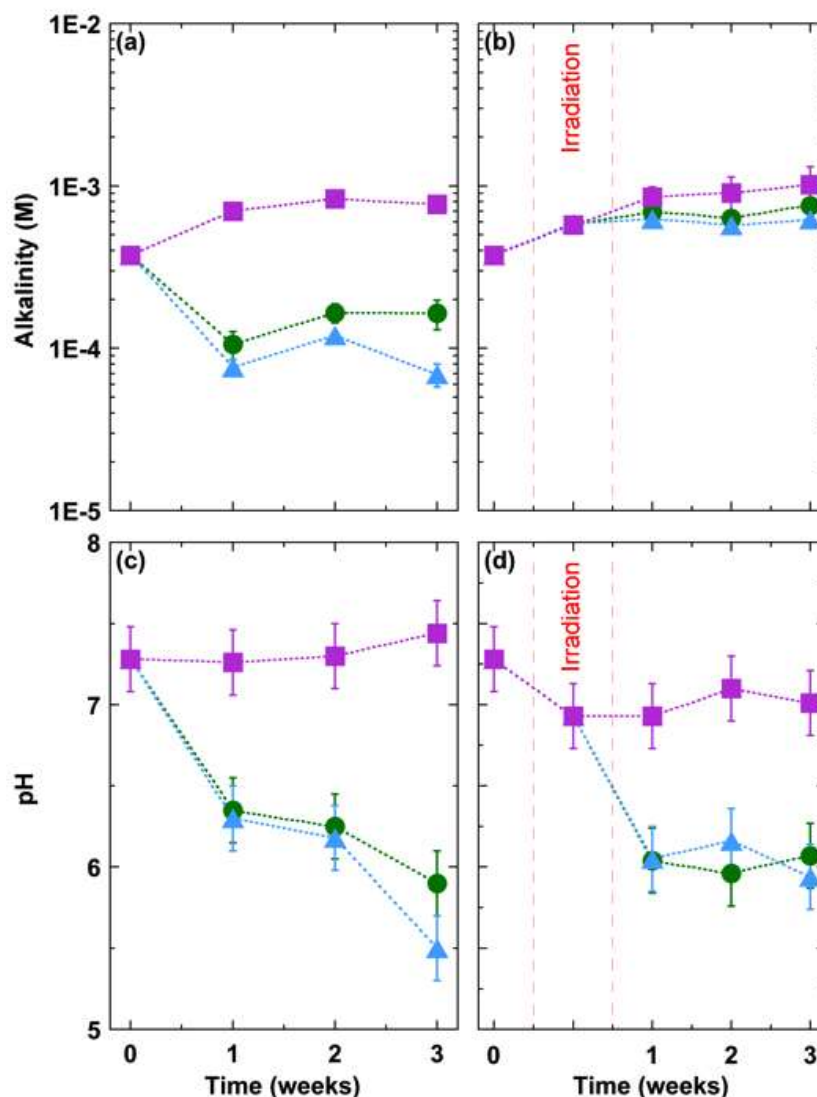 1E-2
(a)
(b)
Irradiation
1E-3
Alkalinity (M)
1E-4
1E-5
8
(c)
(d)
Irradiation
7
pH
6
5
0 1 2 3
0 1 2 3
Time (weeks)
Time (weeks)